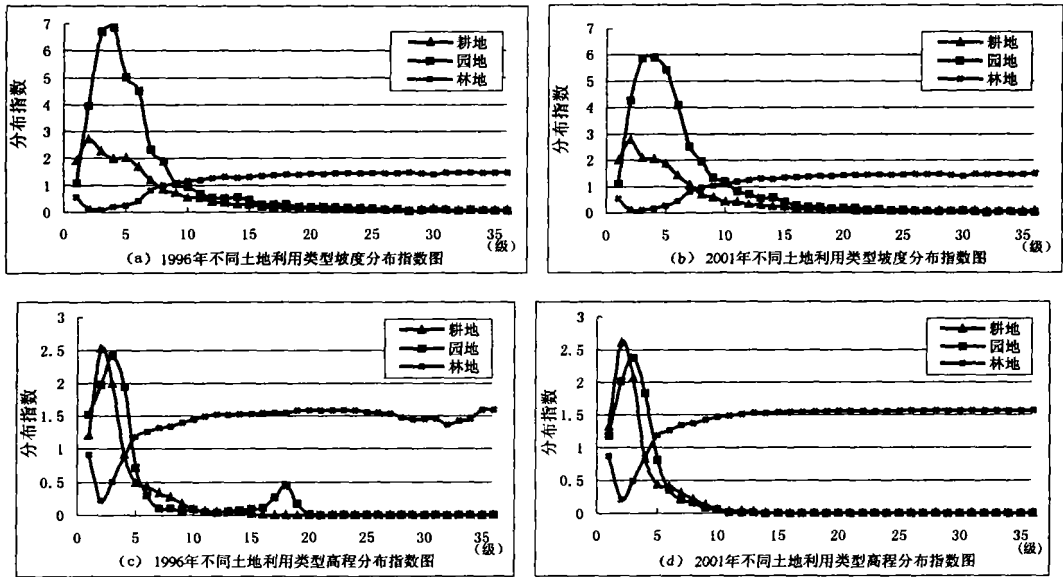 7
6
5
4
3
2
1
0
分布指数
耕地
园地
林地
0 5 10 15 20 25 30 35
(级)
(a) 1996年不同土地利用类型坡度分布指数图
7
6
5
4
3
2
1
0
分布指数
耕地
园地
林地
0 5 10 15 20 25 30 35
(级)
(b) 2001年不同土地利用类型坡度分布指数图
3
2.5
2
1.5
1
0.5
0
分布指数
耕地
园地
林地
0 5 10 15 20 25 30 35
(级)
(c) 1996年不同土地利用类型高程分布指数图
3
2.5
2
1.5
1
0.5
0
分布指数
耕地
园地
林地
0 5 10 15 20 25 30 35
(级)
(d) 2001年不同土地利用类型高程分布指数图